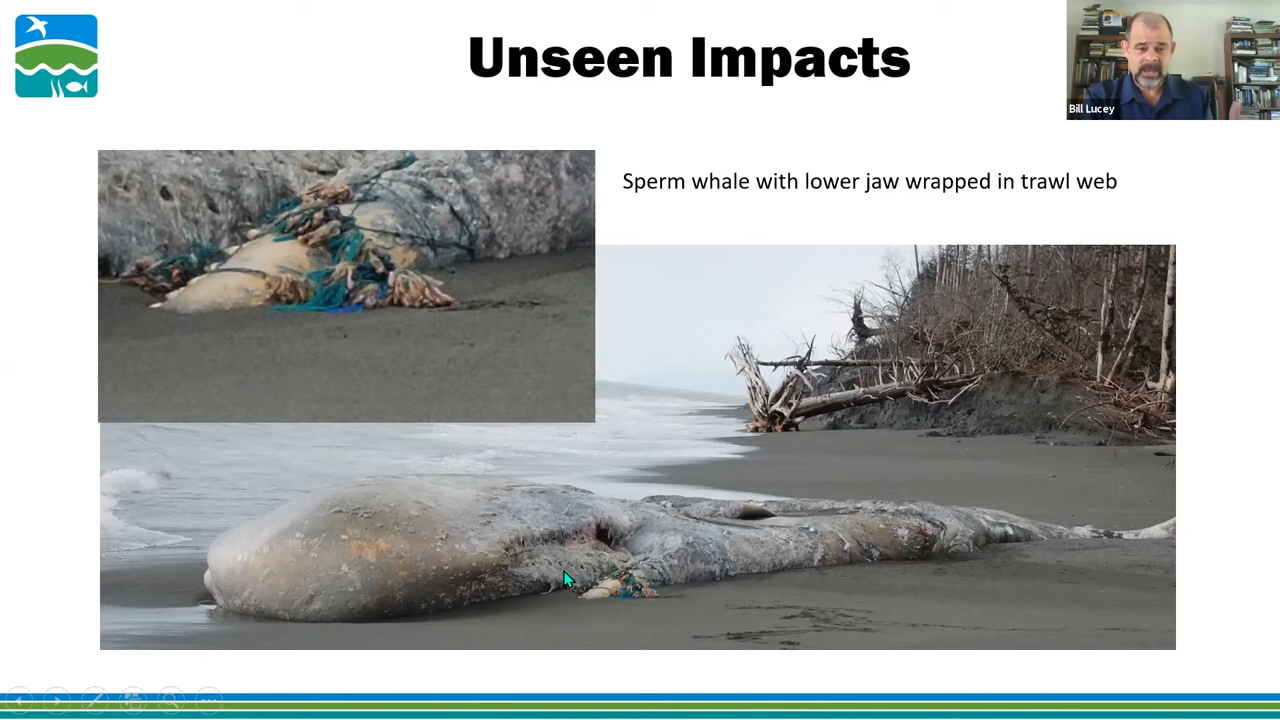 Unseen Impacts
Bill Lucey
Sperm whale with lower jaw wrapped in trawl web